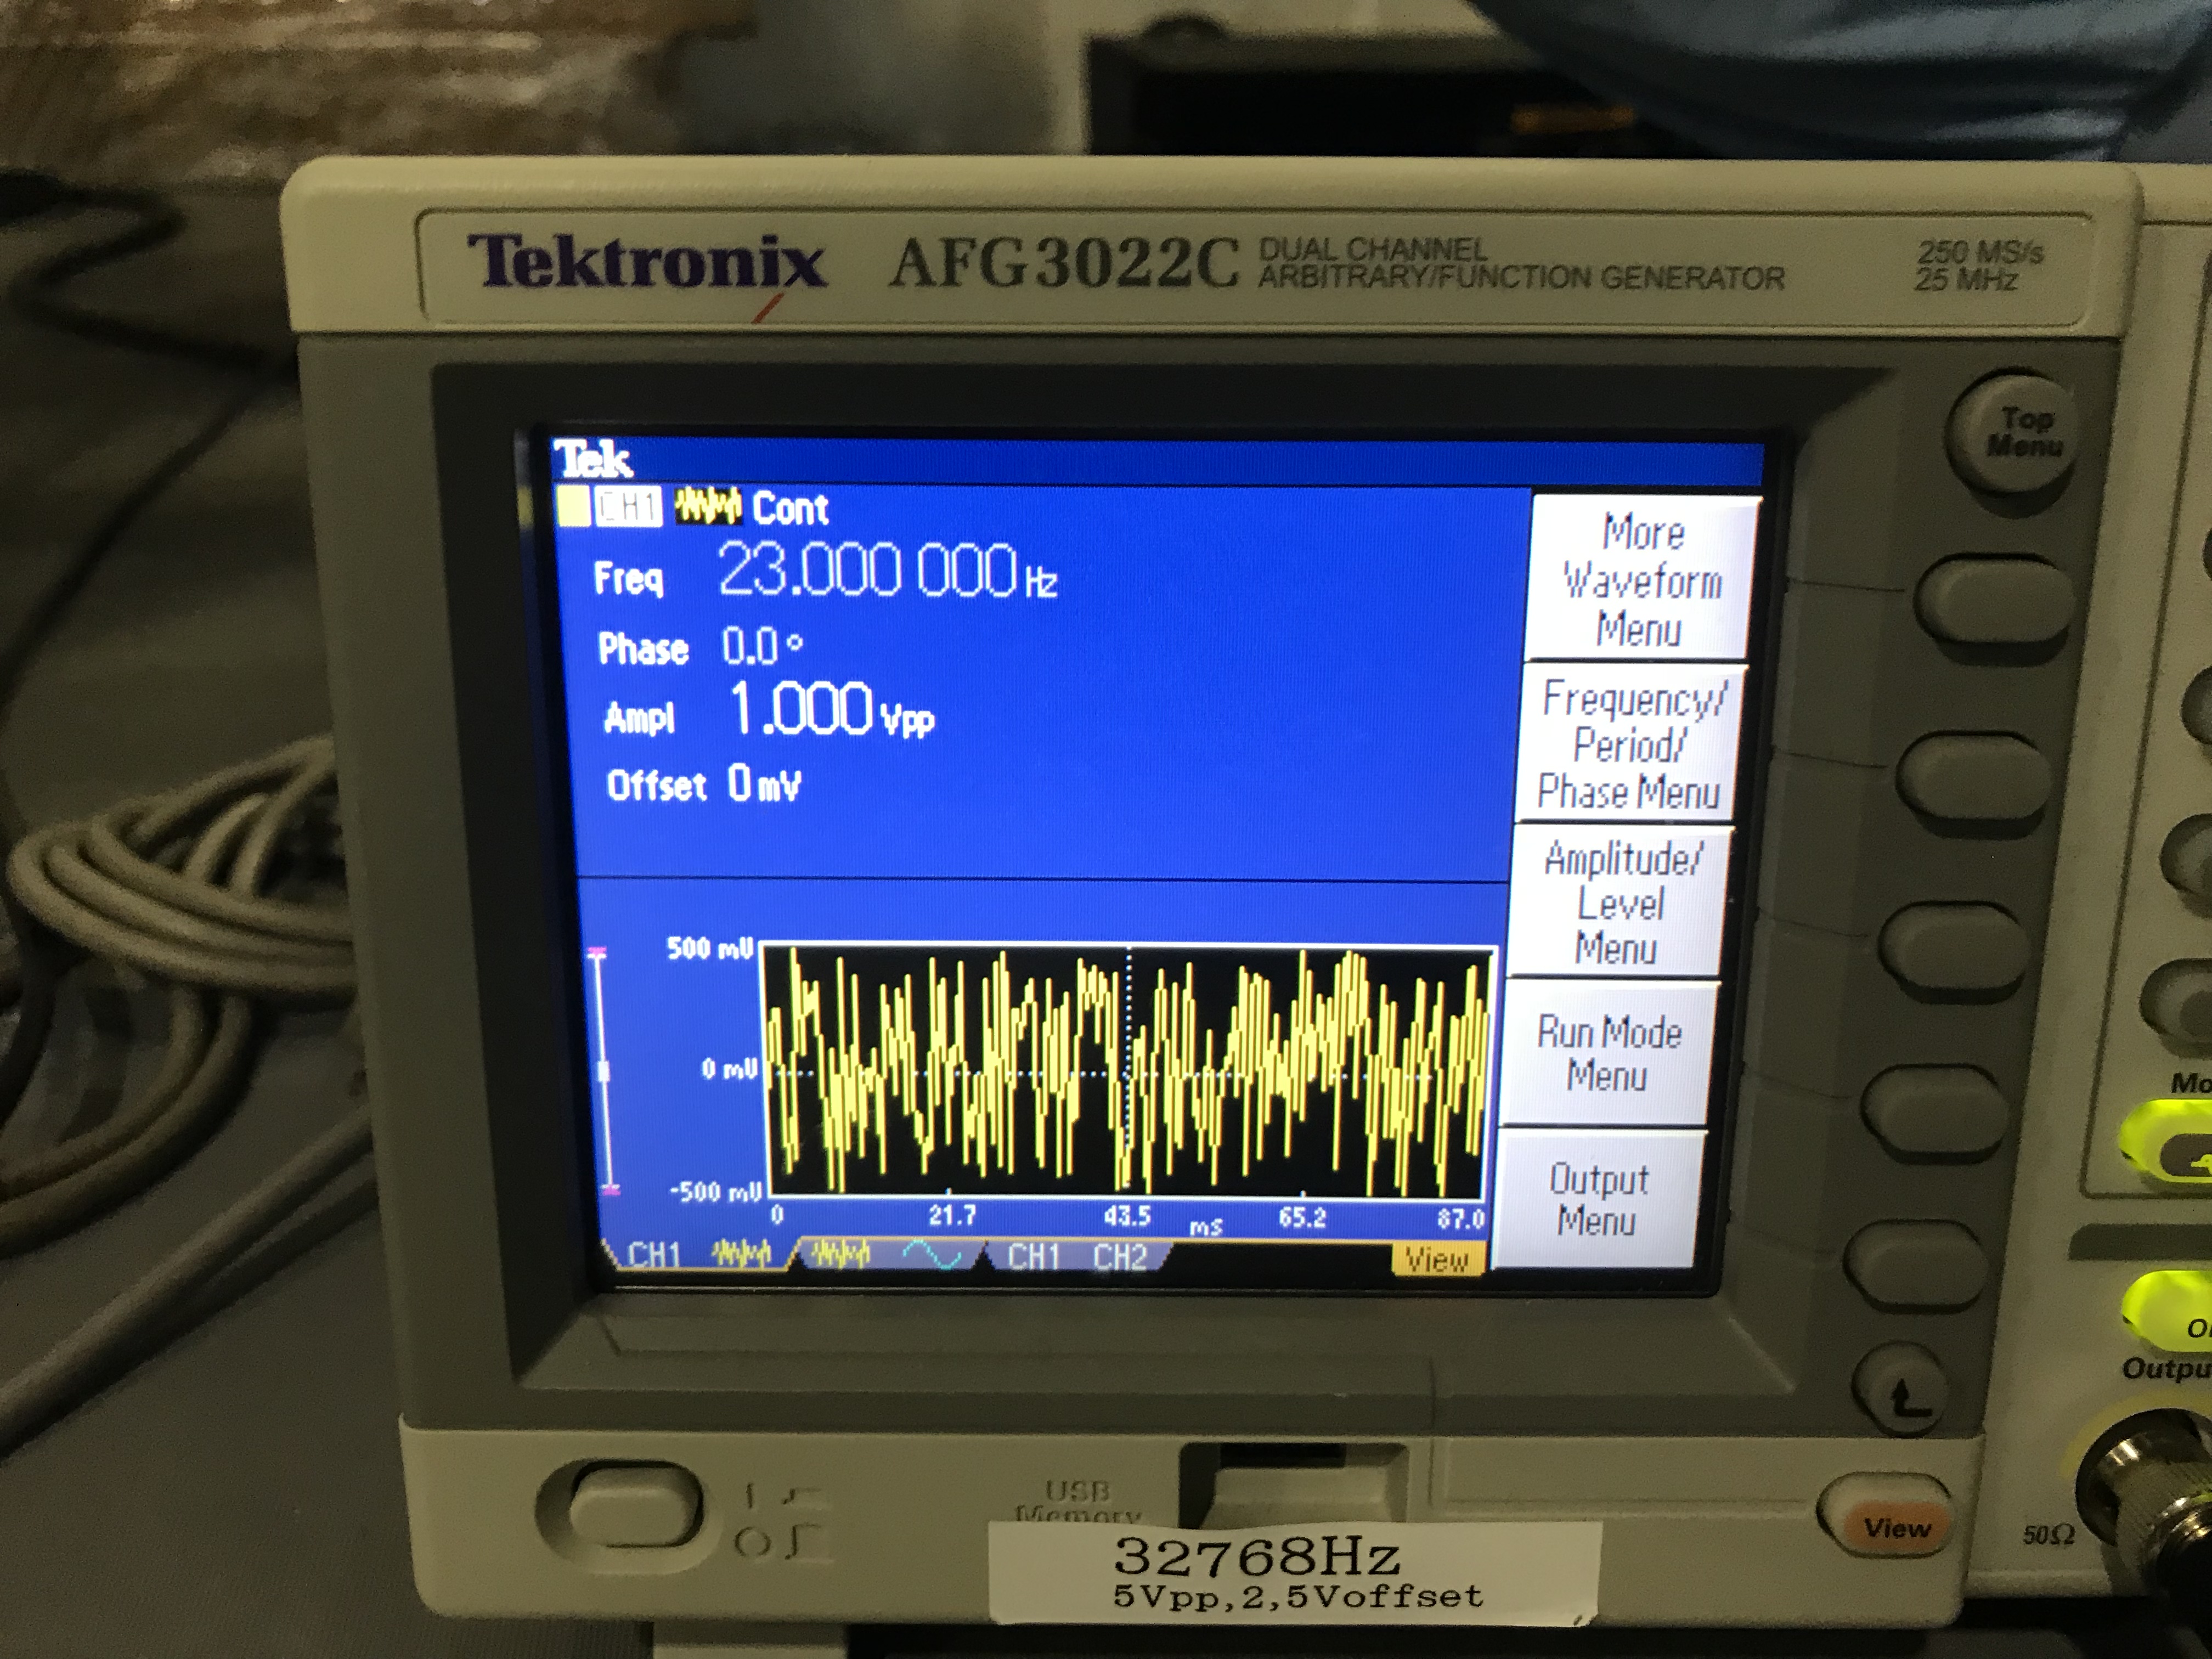 Tektronix AFG3022C DUAL CHANNEL
ARBITRARY/FUNCTION GENERATOR
250 MS/s
25 MHz
Top
Menu
Tek
CH1 Cont
Freq 23.000 000 Hz
Phase 0.0 °
Ampl 1.000 Vpp
Offset 0 mV
More
Waveform
Menu
Frequency/
Period/
Phase Menu
Amplitude/
Level
Menu
Run Mode
Menu
Output
Menu
500 mV
0 mV
-500 mV
0 21.7 43.5 ms 65.2 87.0
CH1 CH1 CH2 View
USB
Memory
View
50Ω
32768Hz
5Vpp,2,5Voffset